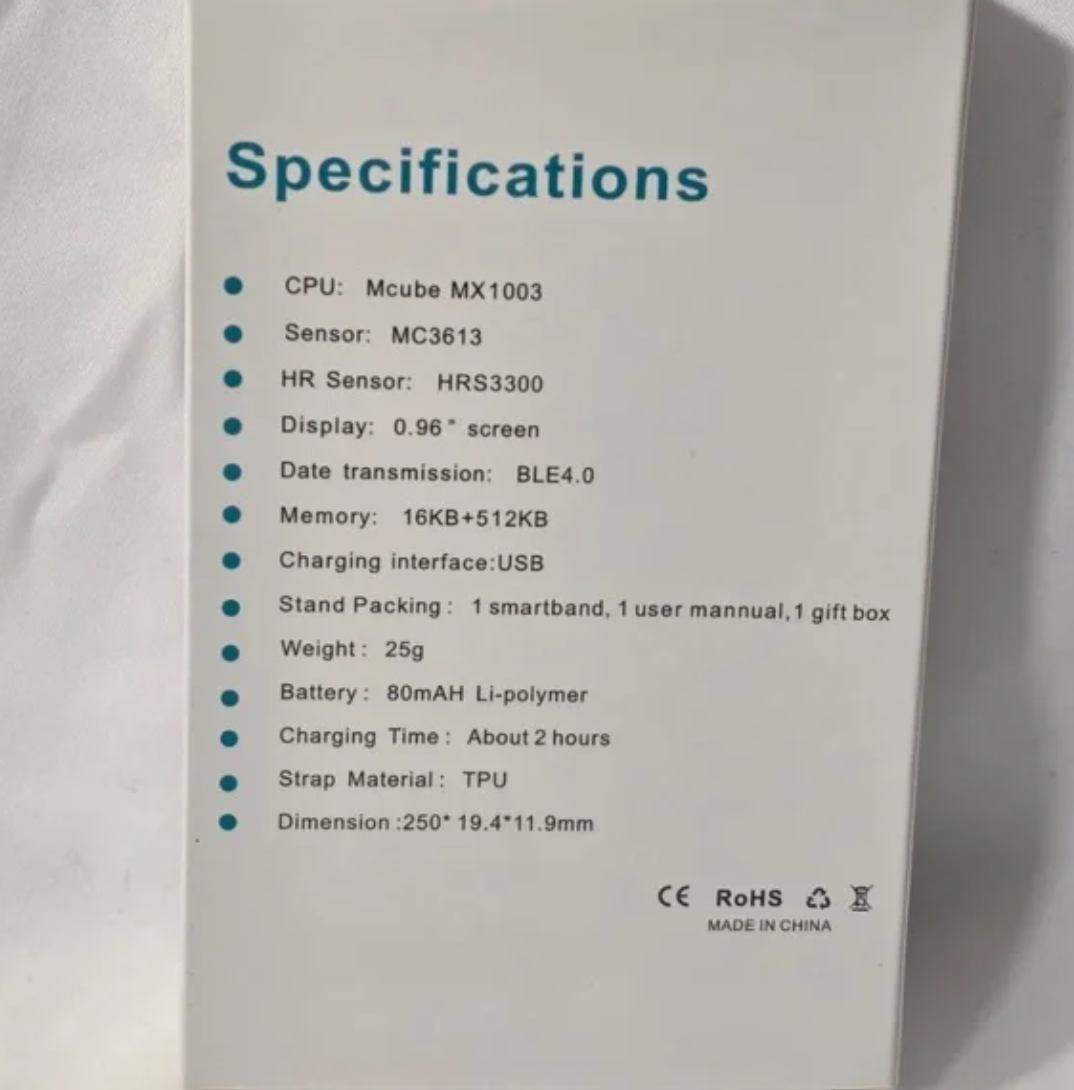 Specifications
CPU: Mcube MX1003
Sensor: MC3613
HR Sensor: HRS3300
Display: 0.96" screen
Date transmission: BLE4.0
Memory: 16KB+512KB
Charging interface:USB
Stand Packing: 1 smartband, 1 user mannual,1 gift box
Weight: 25g
Battery: 80mAH Li-polymer
Charging Time: About 2 hours
Strap Material: TPU
Dimension :250* 19.4*11.9mm
CE RoHS
MADE IN CHINA